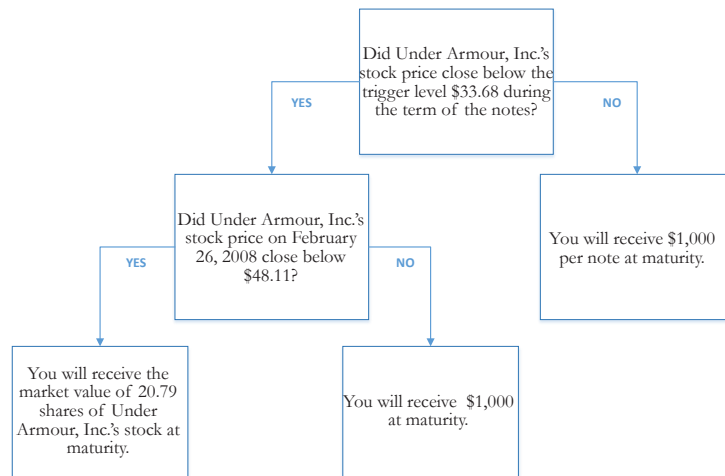 Did Under Armour, Inc.'s
stock price close below the
trigger level $33.68 during
the term of the notes?
YES
NO
Did Under Armour, Inc.'s
stock price on February
26, 2008 close below
$48.11?
You will receive $1,000
per note at maturity.
YES
NO
You will receive the
market value of 20.79
shares of Under
Armour, Inc.'s stock at
maturity.
You will receive $1,000
at maturity.